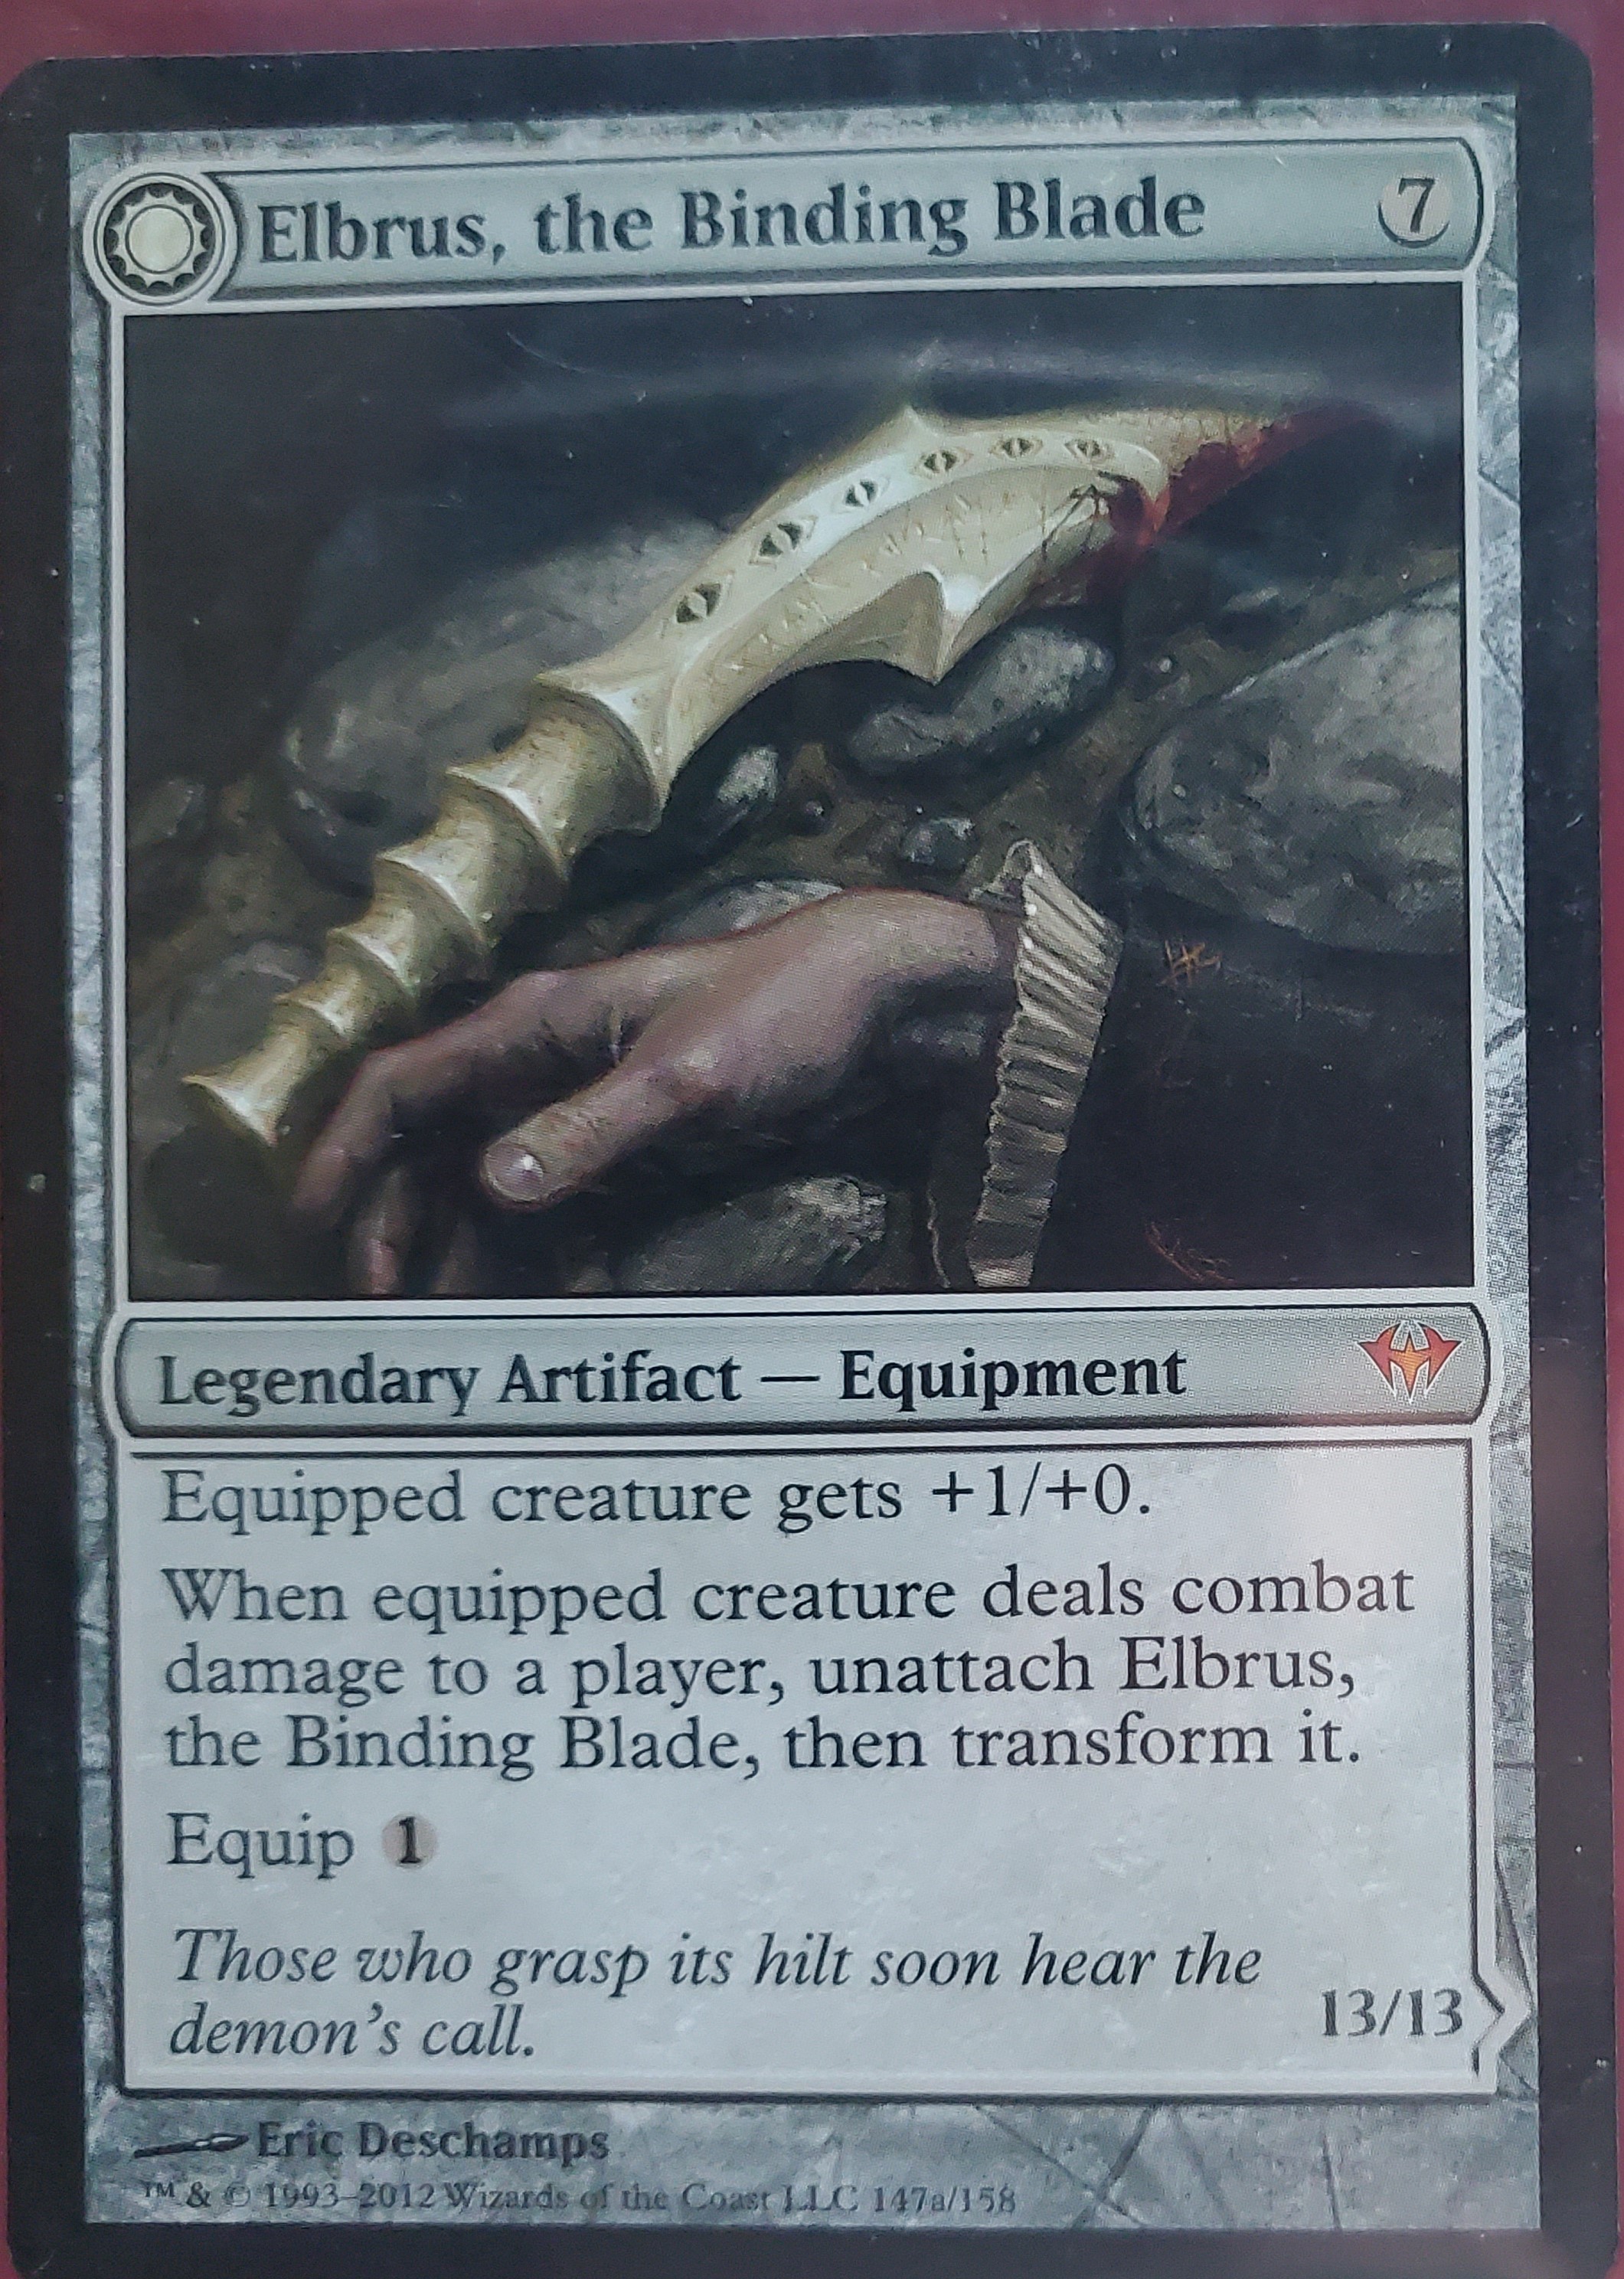 Elbrus, the Binding Blade 7
Legendary Artifact — Equipment
Equipped creature gets +1/+0.
When equipped creature deals combat
damage to a player, unattach Elbrus,
the Binding Blade, then transform it.
Equip 1
Those who grasp its hilt soon hear the
demon's call.
13/13
Eric Deschamps
™ & © 1993–2012 Wizards of the Coast LLC 147a/158